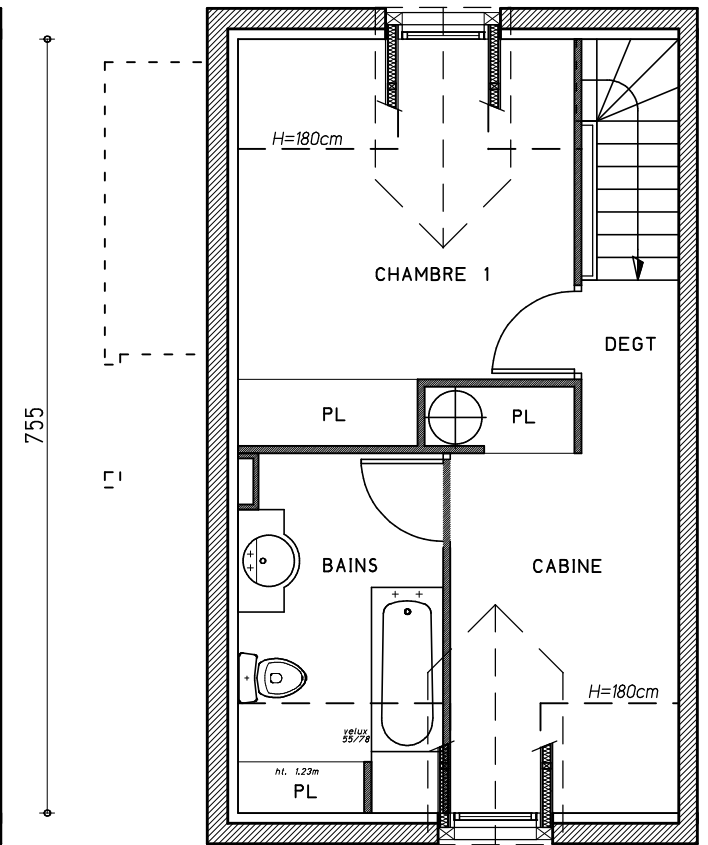 H=180cm
CHAMBRE 1
DEGT
755
PL
PL
BAINS
CABINE
H=180cm
velux
55/78
ht. 1.23m
PL